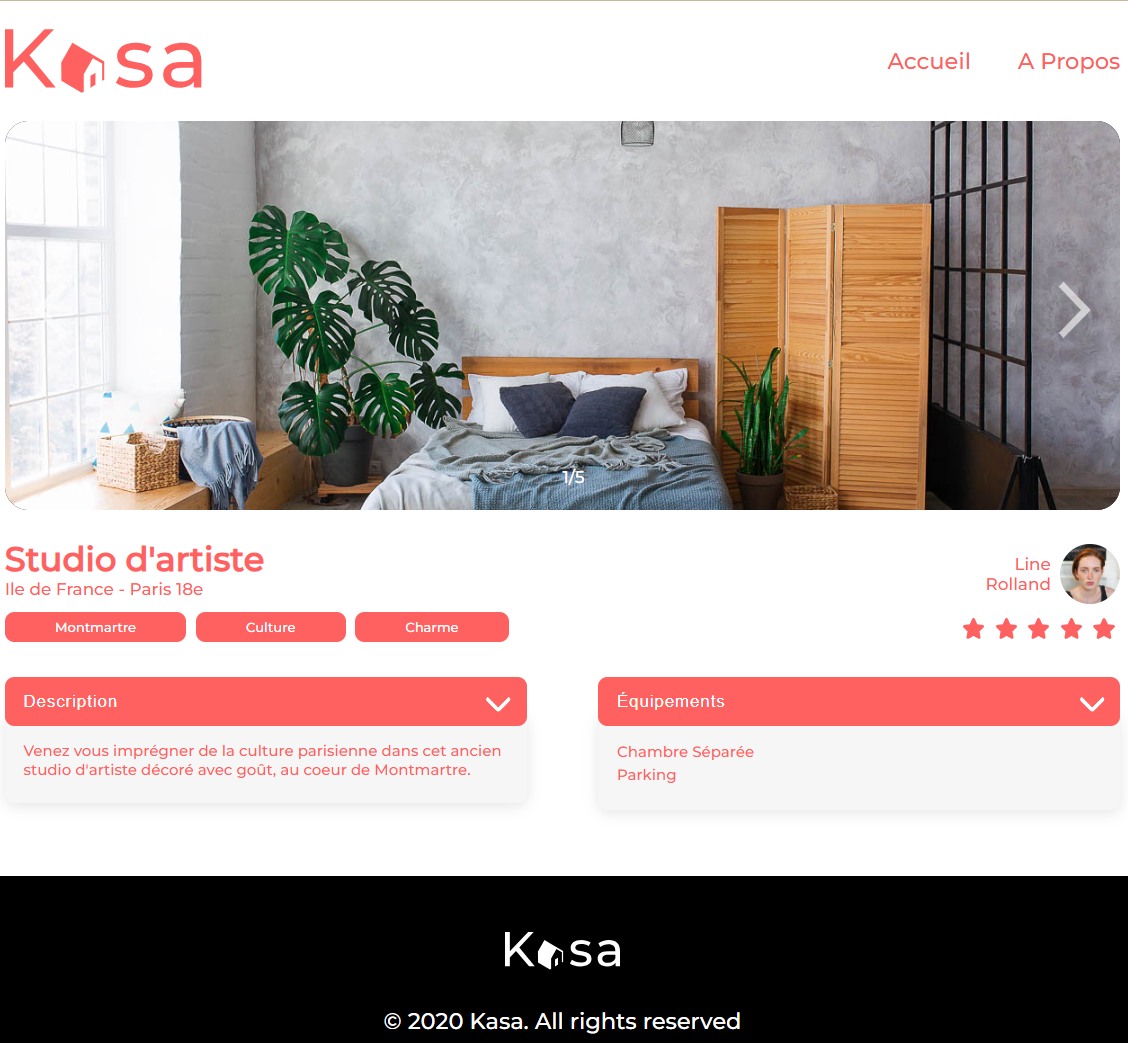 Kasa
Accueil A Propos
1/5
Studio d'artiste
Ile de France - Paris 18e
Montmartre Culture Charme
Line
Rolland
Description
Venez vous imprégner de la culture parisienne dans cet ancien
studio d'artiste décoré avec goût, au coeur de Montmartre.
Équipements
Chambre Séparée
Parking
Kasa
© 2020 Kasa. All rights reserved